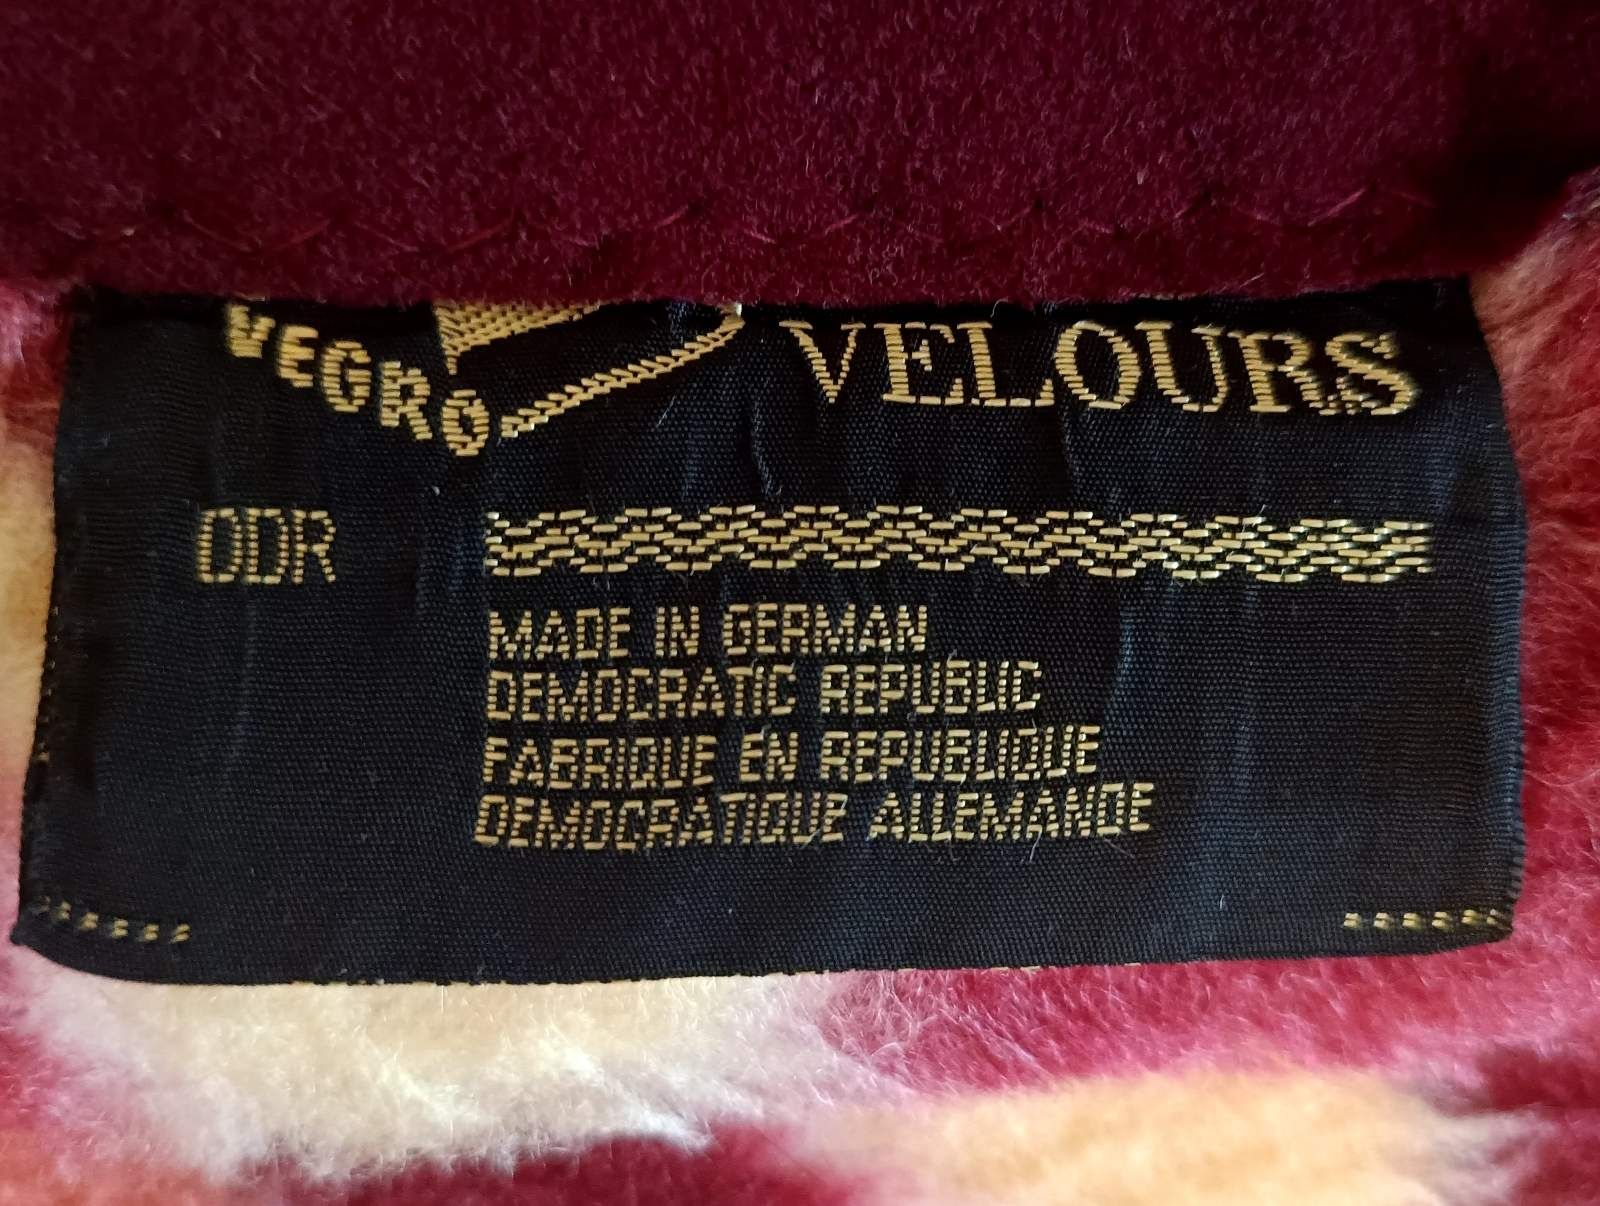 VEGRO VELOURS
DDR
MADE IN GERMAN
DEMOCRATIC REPUBLIC
FABRIQUE EN REPUBLIQUE
DEMOCRATIQUE ALLEMANDE